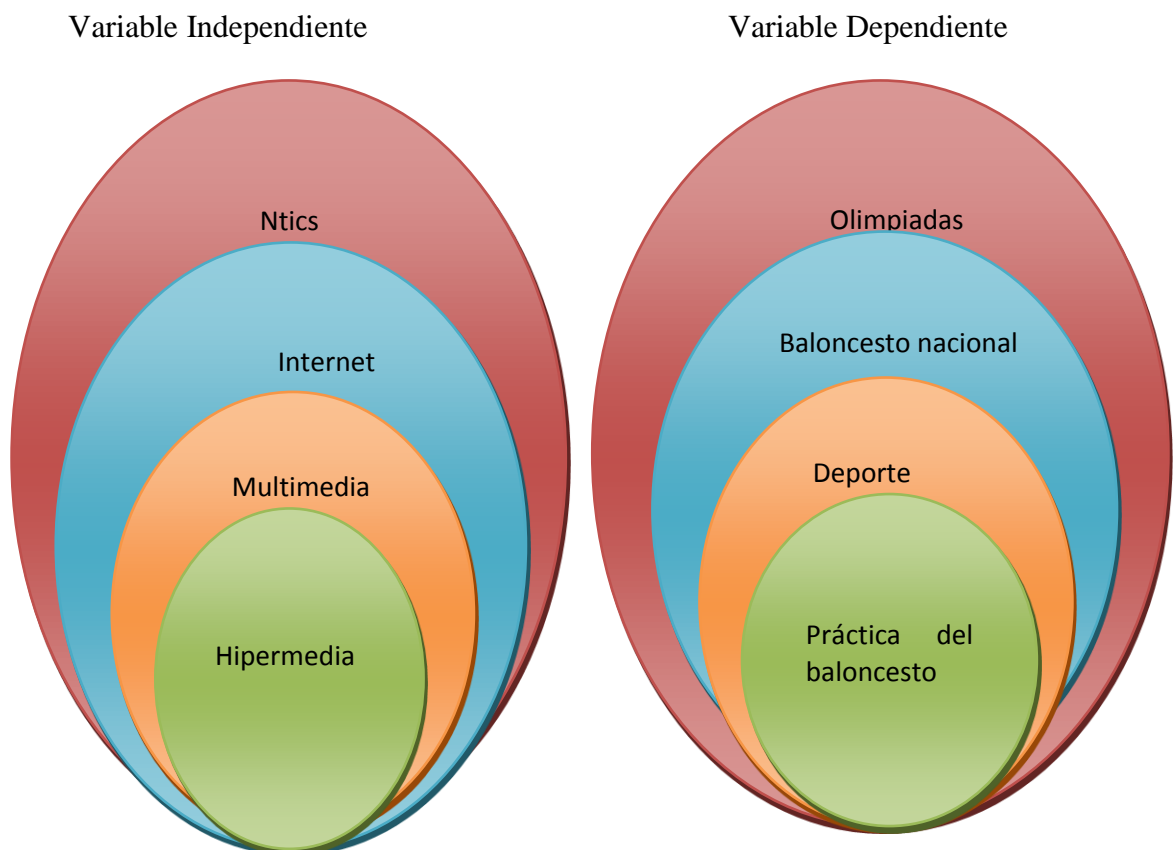 Variable Independiente
Variable Dependiente
Ntics
Internet
Multimedia
Hipermedia
Olimpiadas
Baloncesto nacional
Deporte
Práctica del
baloncesto